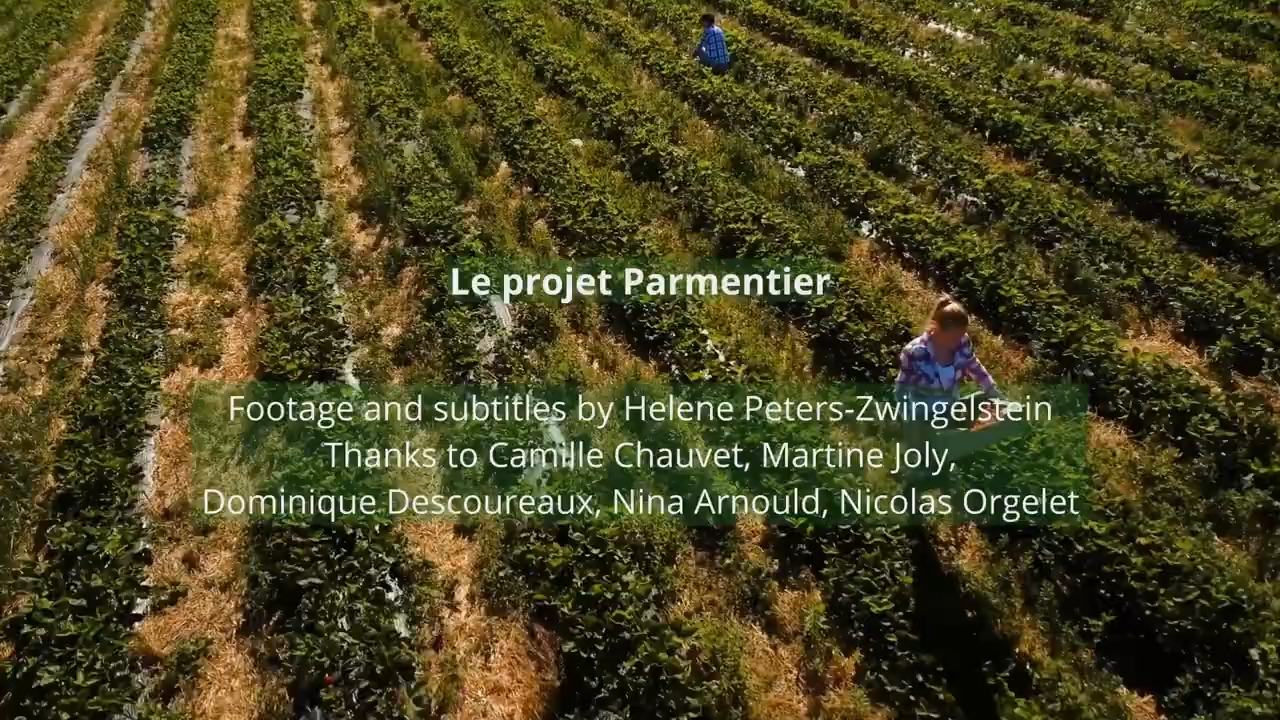 Le projet Parmentier
Footage and subtitles by Helene Peters-Zwingelstein
Thanks to Camille Chauvet, Martine Joly,
Dominique Descoureaux, Nina Arnould, Nicolas Orgelet